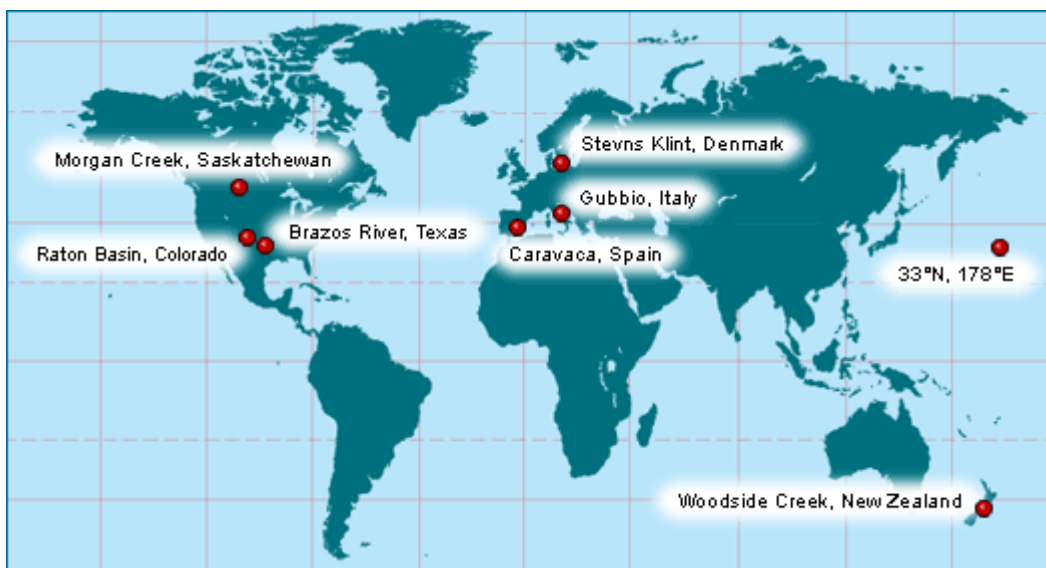 Stevns Klint, Denmark
Morgan Creek, Saskatchewan
Gubbio, Italy
Brazos River, Texas
Raton Basin, Colorado
Caravaca, Spain
33°N, 178°E
Woodside Creek, New Zealand